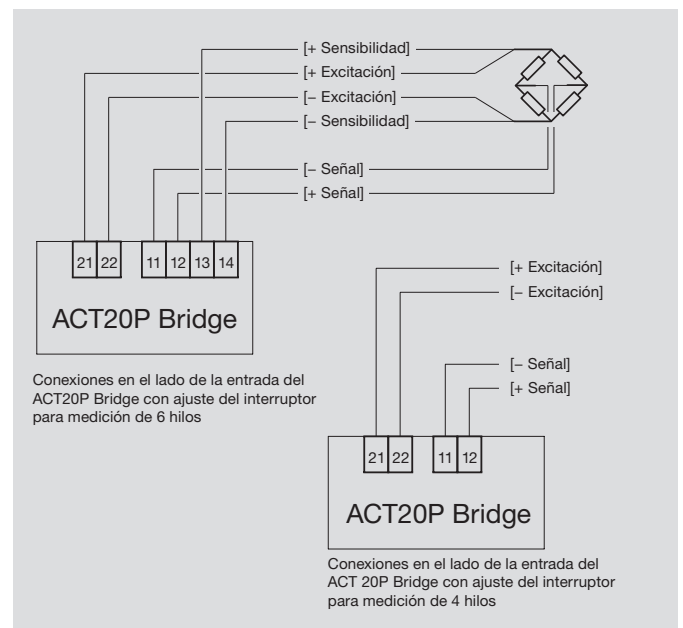 [+ Sensibilidad]
[+ Excitación]
[– Excitación]
[– Sensibilidad]
[– Señal]
[+ Señal]
21 22 11 12 13 14
ACT20P Bridge
Conexiones en el lado de la entrada del
ACT20P Bridge con ajuste del interruptor
para medición de 6 hilos
[+ Excitación]
[– Excitación]
[– Señal]
[+ Señal]
21 22 11 12
ACT20P Bridge
Conexiones en el lado de la entrada del
ACT 20P Bridge con ajuste del interruptor
para medición de 4 hilos